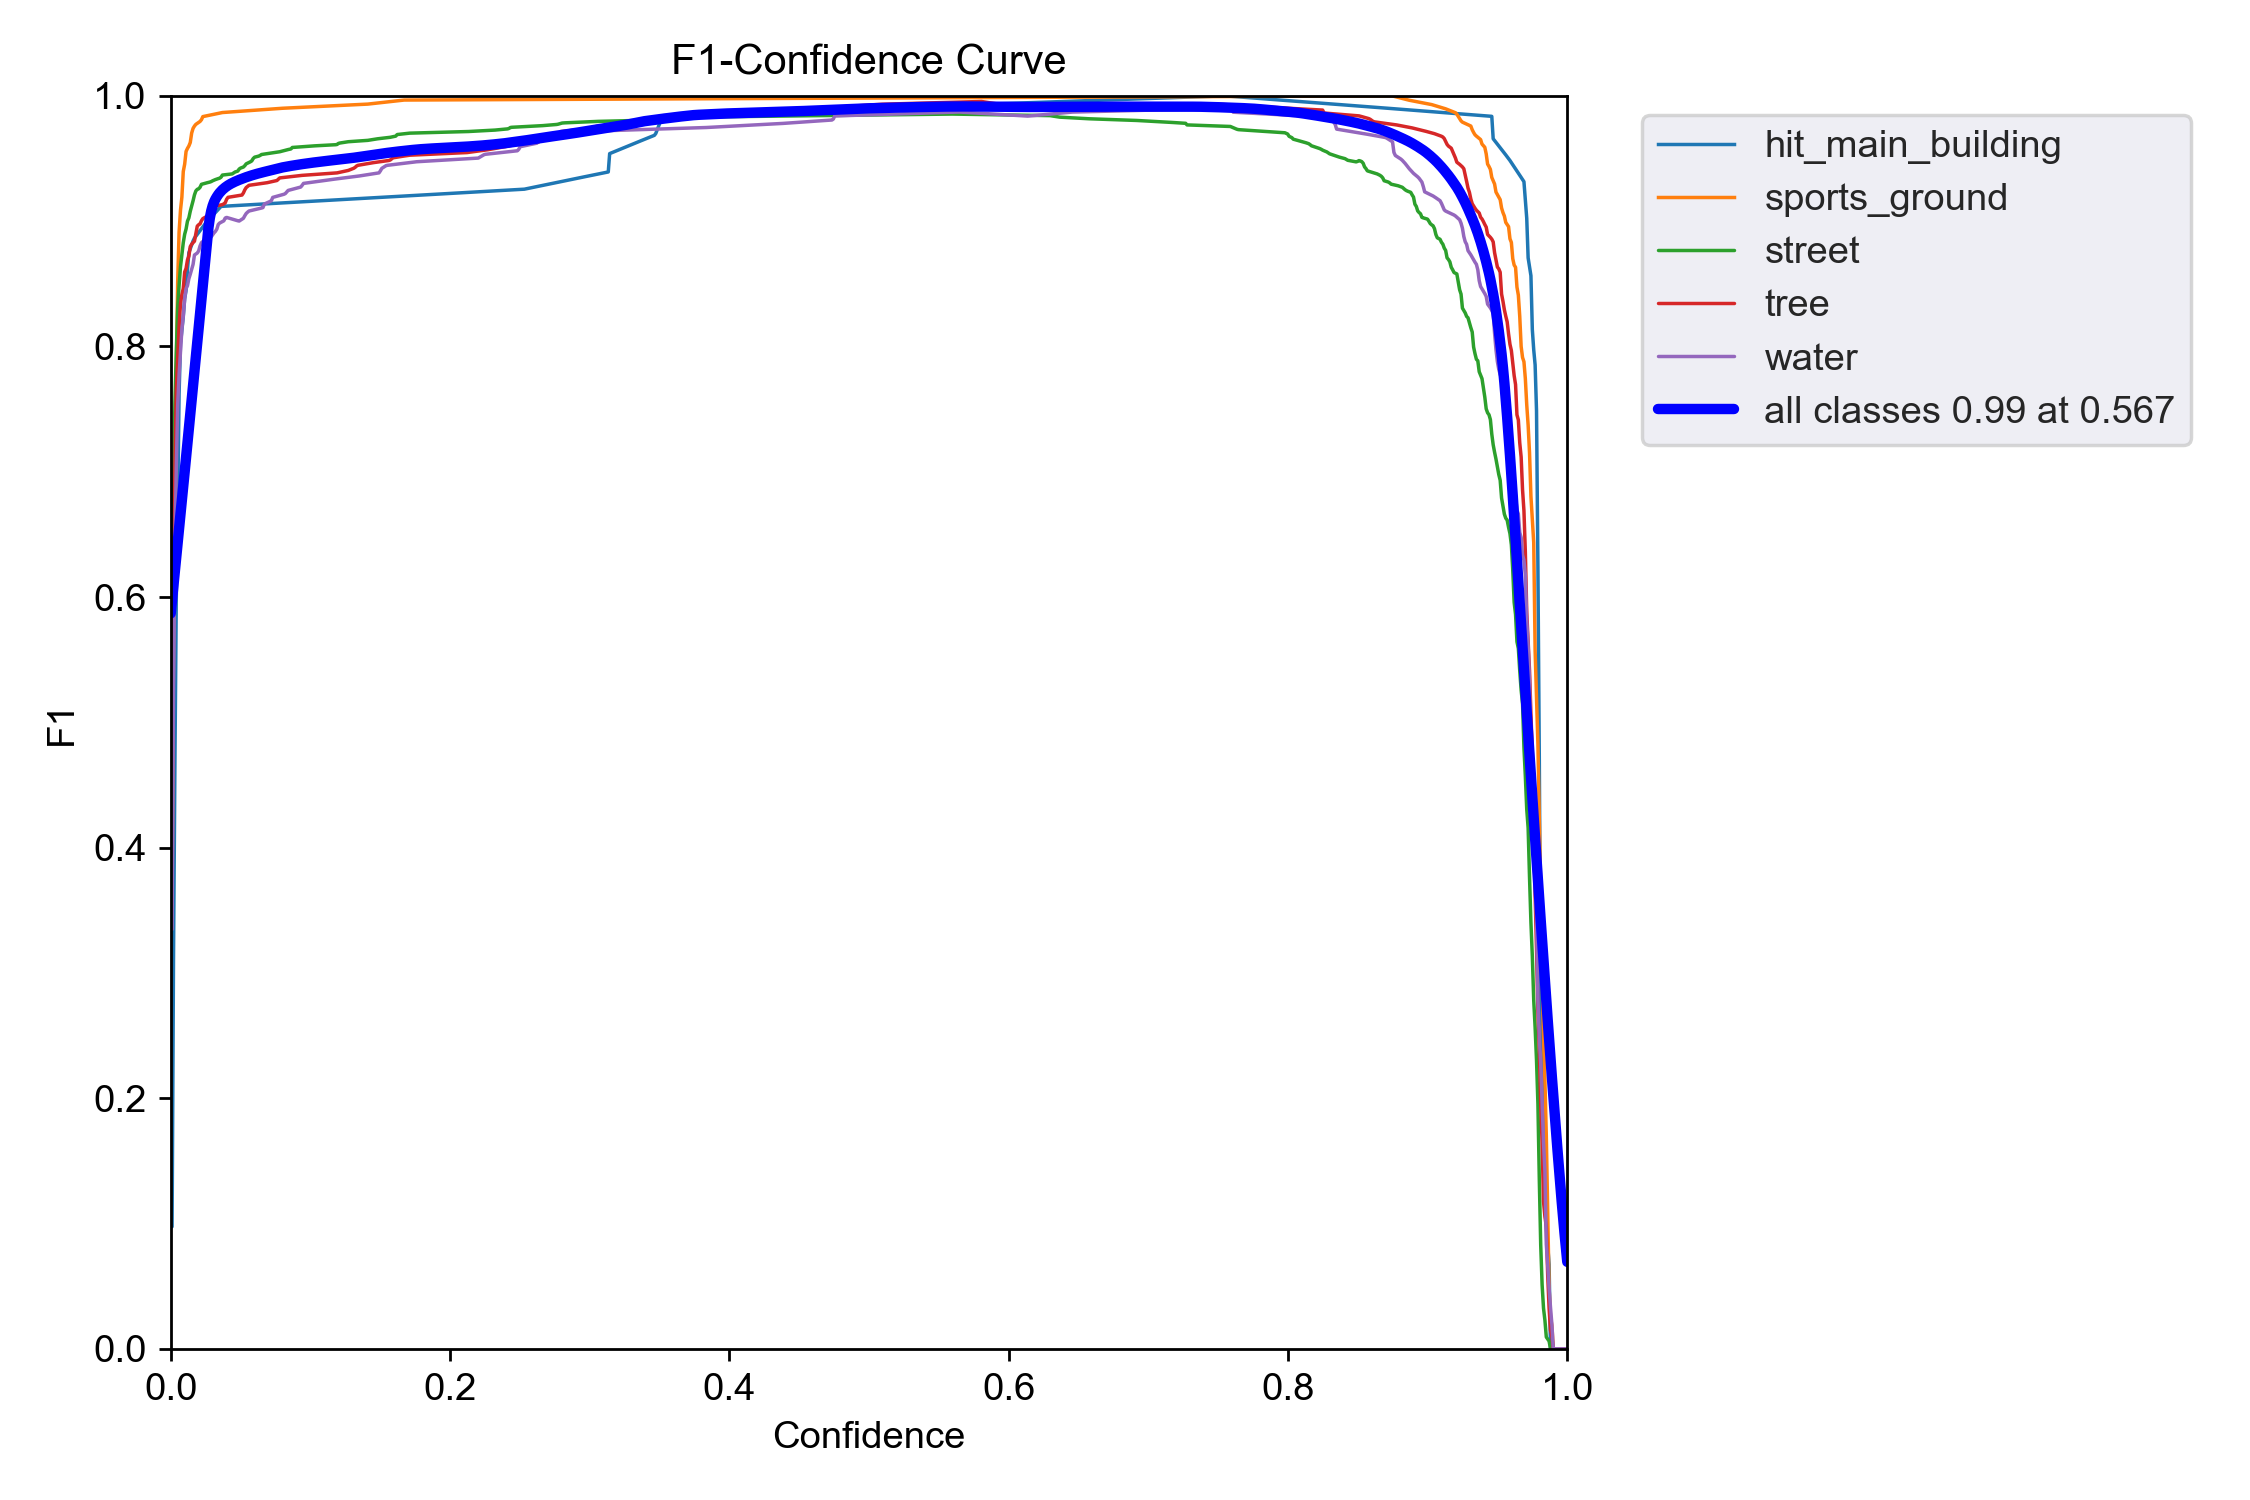 F1-Confidence Curve
1.0
0.8
0.6
0.4
0.2
0.0
F1
0.0 0.2 0.4 0.6 0.8 1.0
Confidence
hit_main_building
sports_ground
street
tree
water
all classes 0.99 at 0.567